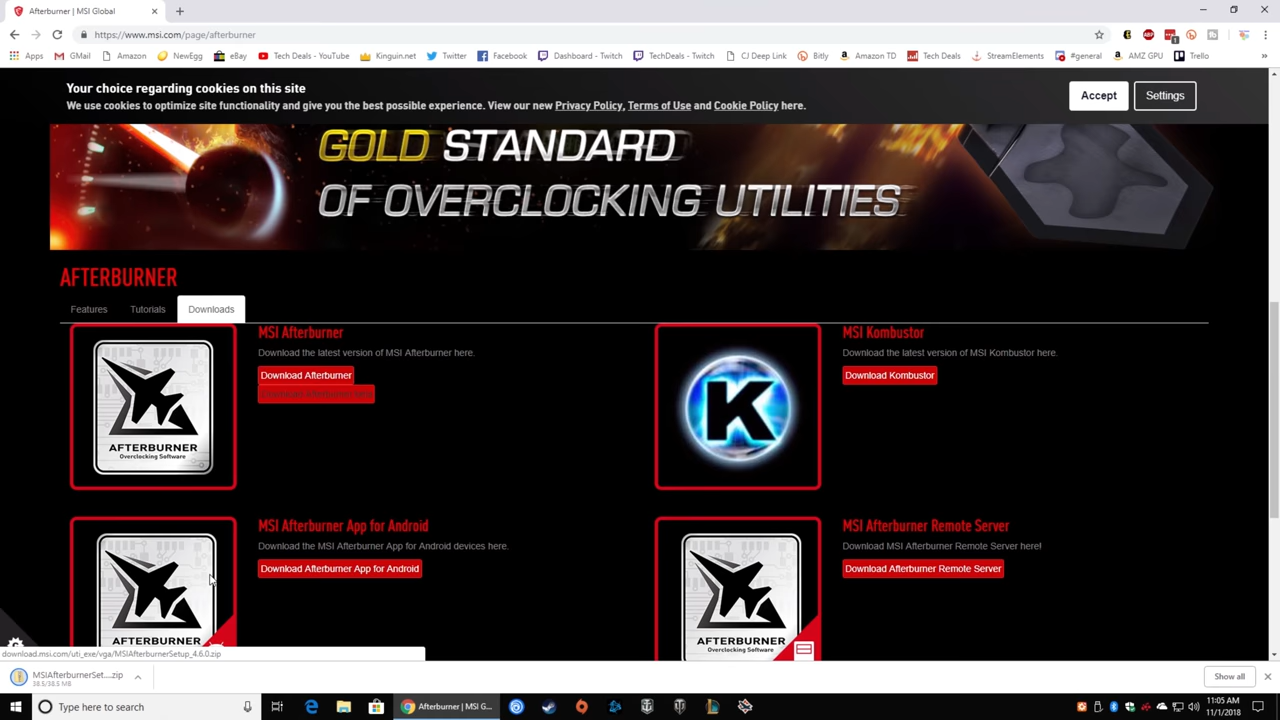 Afterburner | MSI Global
https://www.msi.com/page/afterburner
Apps
GMail
Amazon
NewEgg
eBay
Tech Deals - YouTube
Kinguin.net
Twitter
Facebook
Dashboard - Twitch
TechDeals - Twitch
CJ Deep Link
Bitly
Amazon TD
Tech Deals
StreamElements
#general
AMZ GPU
Trello
Your choice regarding cookies on this site
We use cookies to optimize site functionality and give you the best possible experience. View our new Privacy Policy, Terms of Use and Cookie Policy here.
Accept
Settings
GOLD STANDARD
OF OVERCLOCKING UTILITIES
AFTERBURNER
Features
Tutorials
Downloads
MSI Afterburner
Download the latest version of MSI Afterburner here.
Download Afterburner
AFTERBURNER
Overclocking Software
MSI Kombustor
Download the latest version of MSI Kombustor here.
Download Kombustor
K
MSI Afterburner App for Android
Download the MSI Afterburner App for Android devices here.
Download Afterburner App for Android
AFTERBURNER
MSI Afterburner Remote Server
Download MSI Afterburner Remote Server here!
Download Afterburner Remote Server
AFTERBURNER
Overclocking Software
download.msi.com/uti_exe/vga/MSIAfterburnerSetup_4.6.0.zip
MSIAfterburnerSet....zip
38.5/38.5 MB
Show all
Type here to search
Afterburner | MSI G...
11:05 AM
11/1/2018